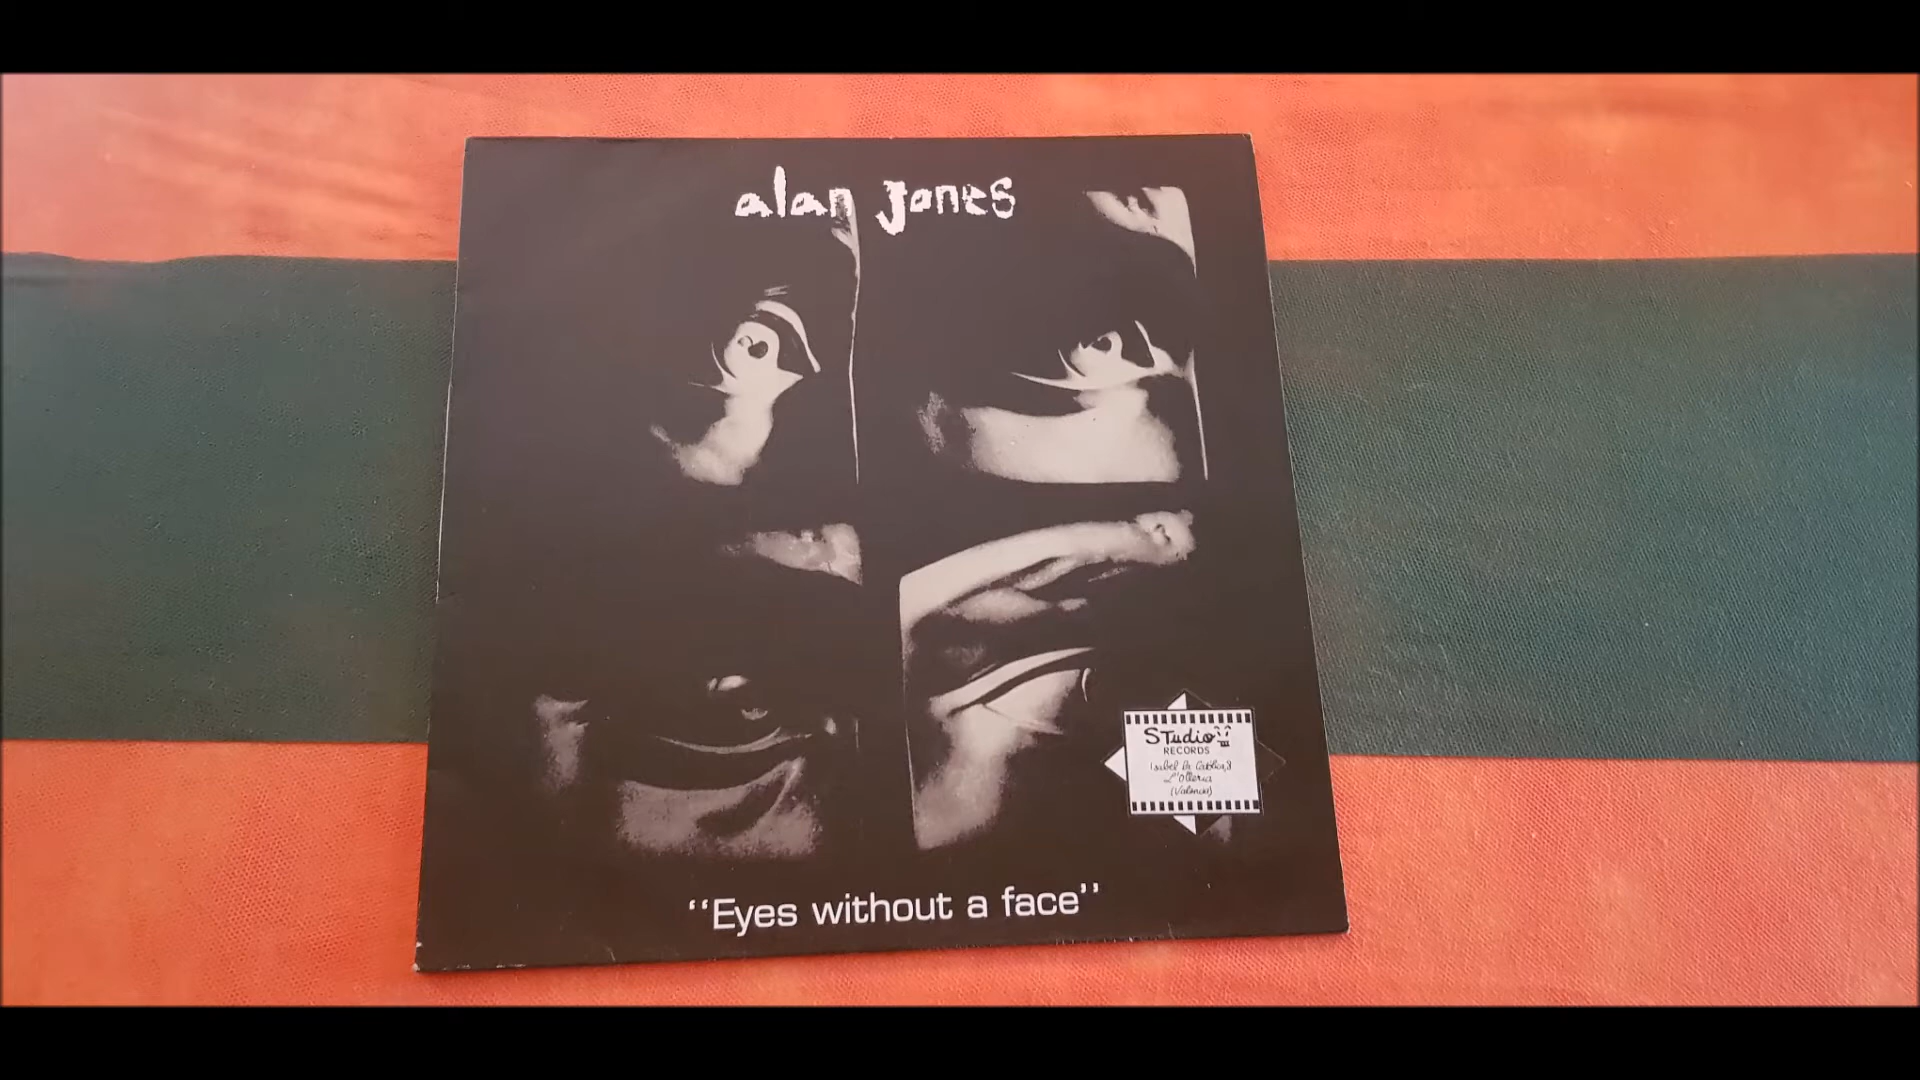 alan Jones
STudio
RECORDS
Isabel la Católica, 8
L'Olleria
(Valencia)
"Eyes without a face"